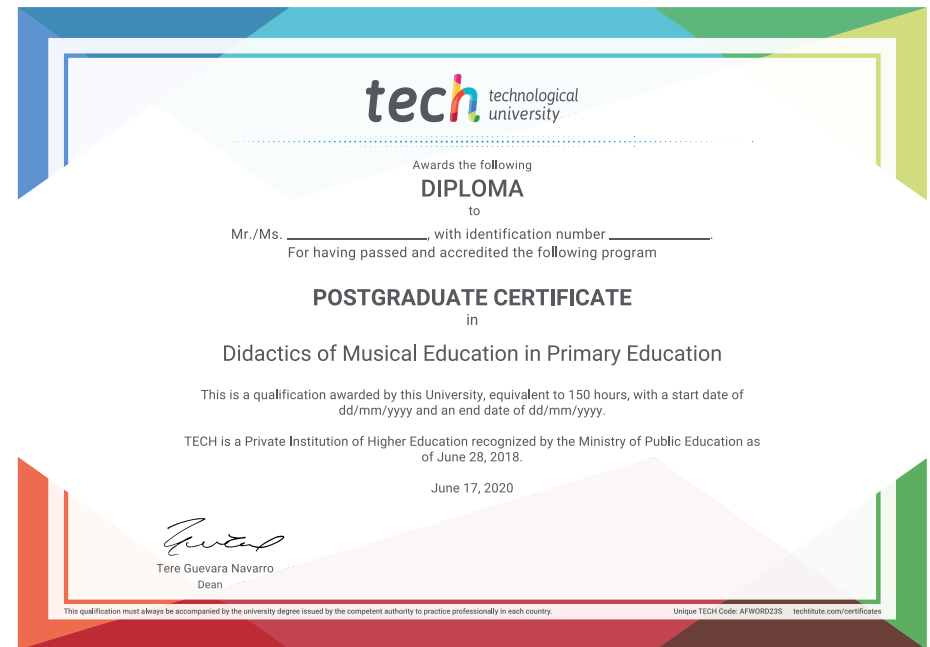 tech technological
university
Awards the following
DIPLOMA
to
Mr./Ms. ____________________, with identification number ______________.
For having passed and accredited the following program
POSTGRADUATE CERTIFICATE
in
Didactics of Musical Education in Primary Education
This is a qualification awarded by this University, equivalent to 150 hours, with a start date of
dd/mm/yyyy and an end date of dd/mm/yyyy.
TECH is a Private Institution of Higher Education recognized by the Ministry of Public Education as
of June 28, 2018.
June 17, 2020
Tere Guevara Navarro
Dean
This qualification must always be accompanied by the university degree issued by the competent authority to practice professionally in each country.
Unique TECH Code: AFWORD23S techtitute.com/certificates